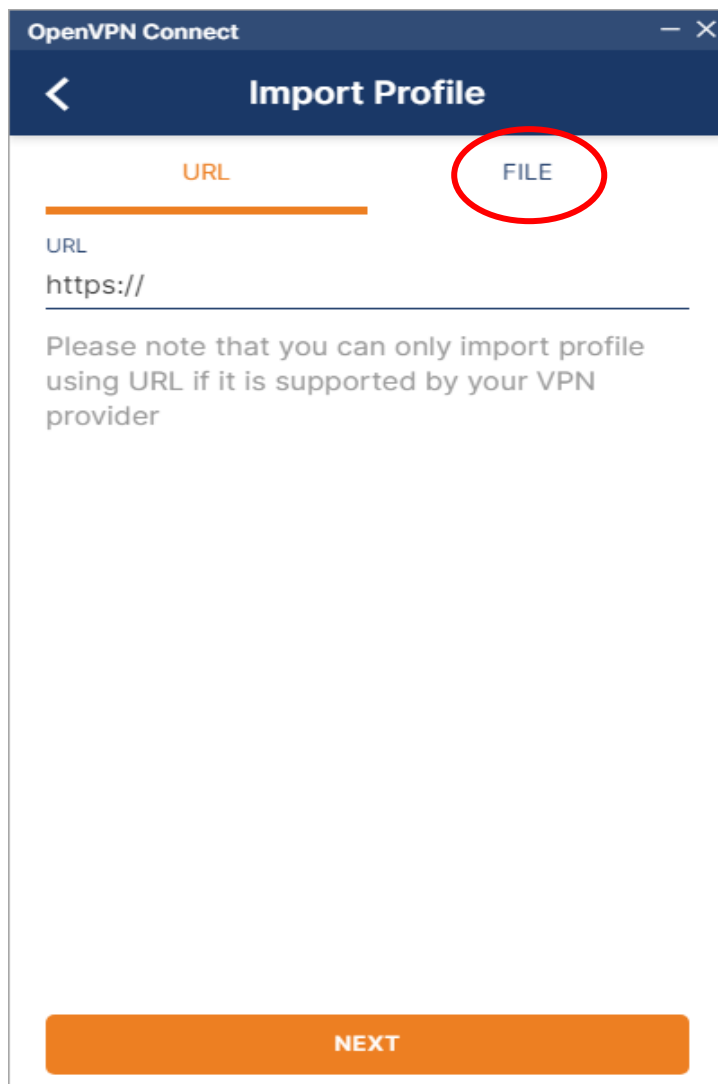 OpenVPN Connect
Import Profile
URL FILE
URL
https://
Please note that you can only import profile
using URL if it is supported by your VPN
provider
NEXT